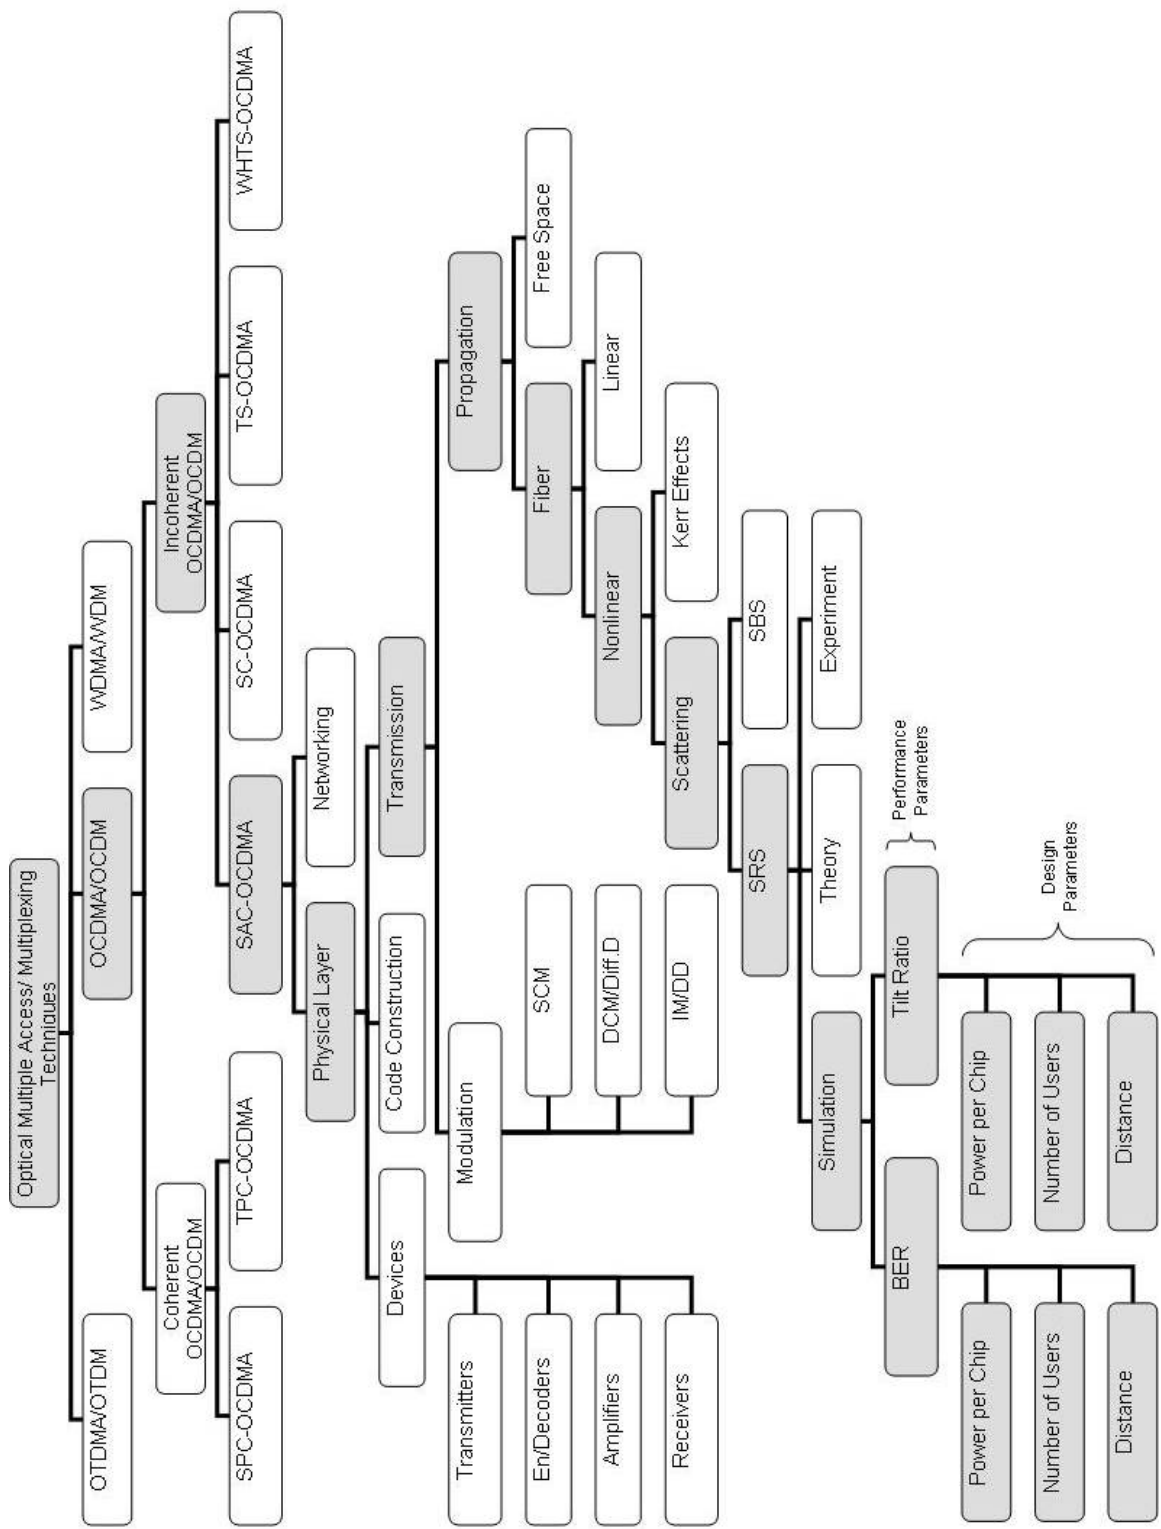 Optical Multiple Access/ Multiplexing
Techniques
OTDMA/OTDM
OCDMA/OCDM
WDMA/WDM
Coherent
OCDMA/OCDM
Incoherent
OCDMA/OCDM
SPC-OCDMA
TPC-OCDMA
SAC-OCDMA
SC-OCDMA
TS-OCDMA
WHTS-OCDMA
Physical Layer
Networking
Devices
Code Construction
Transmission
Transmitters
En/Decoders
Amplifiers
Receivers
Modulation
Propagation
SCM
DCM/Diff.D
IM/DD
Fiber
Free Space
Nonlinear
Linear
Scattering
Kerr Effects
SRS
SBS
Simulation
Theory
Experiment
BER
Tilt Ratio
Performance
Parameters
Power per Chip
Number of Users
Distance
Power per Chip
Number of Users
Distance
Design
Parameters